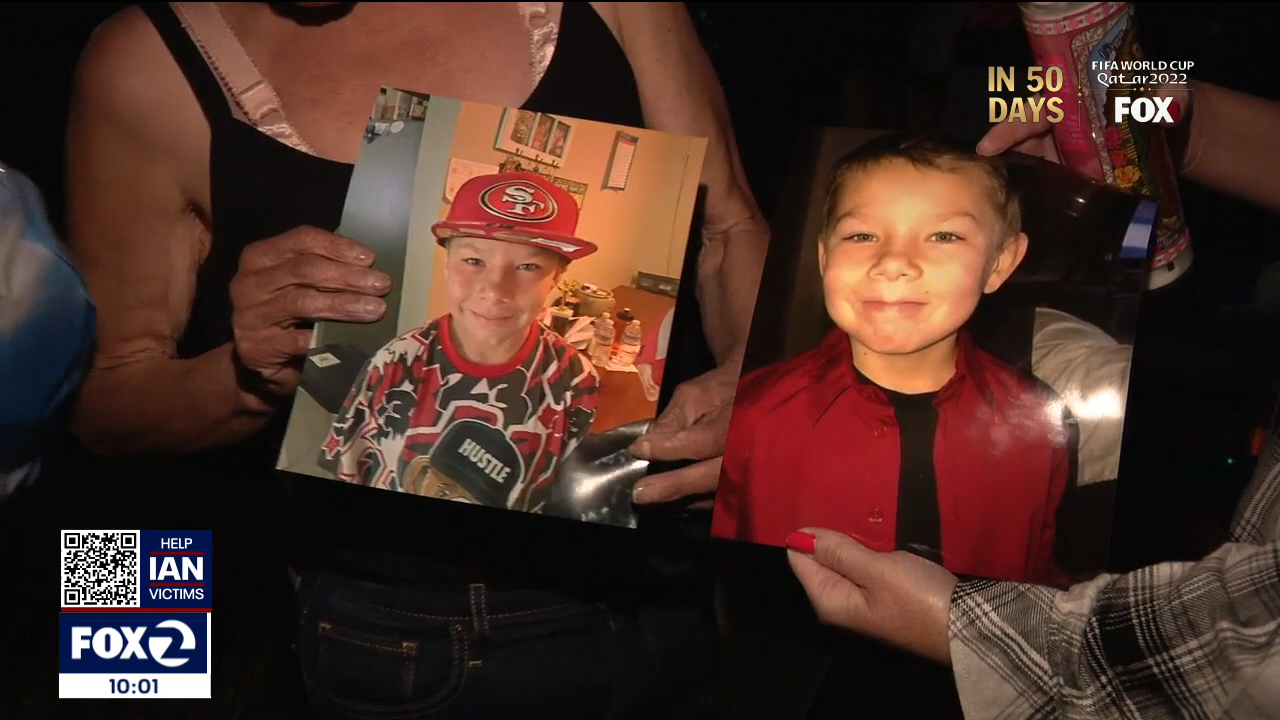 IN 50
DAYS
FIFA WORLD CUP
Qatar2022
FOX
SF
HUSTLE
HELP
IAN
VICTIMS
FOX 2
10:01